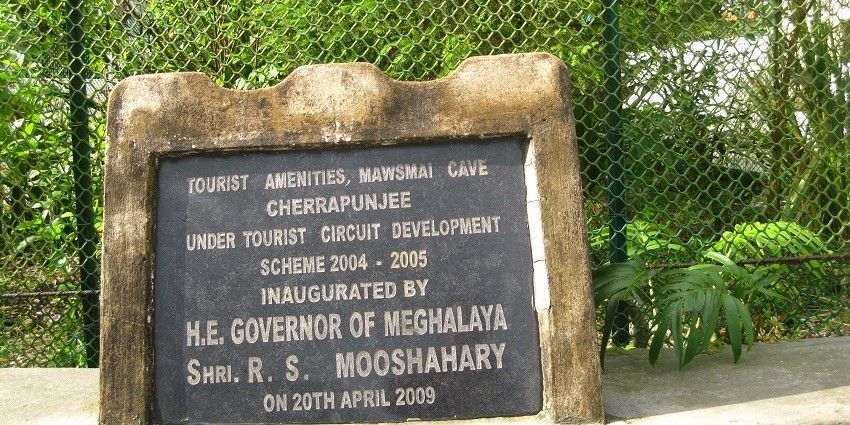 TOURIST AMENITIES, MAWSMAI CAVE
CHERRAPUNJEE
UNDER TOURIST CIRCUIT DEVELOPMENT
SCHEME 2004 - 2005
INAUGURATED BY
H.E. GOVERNOR OF MEGHALAYA
SHRI. R. S. MOOSHAHARY
ON 20TH APRIL 2009